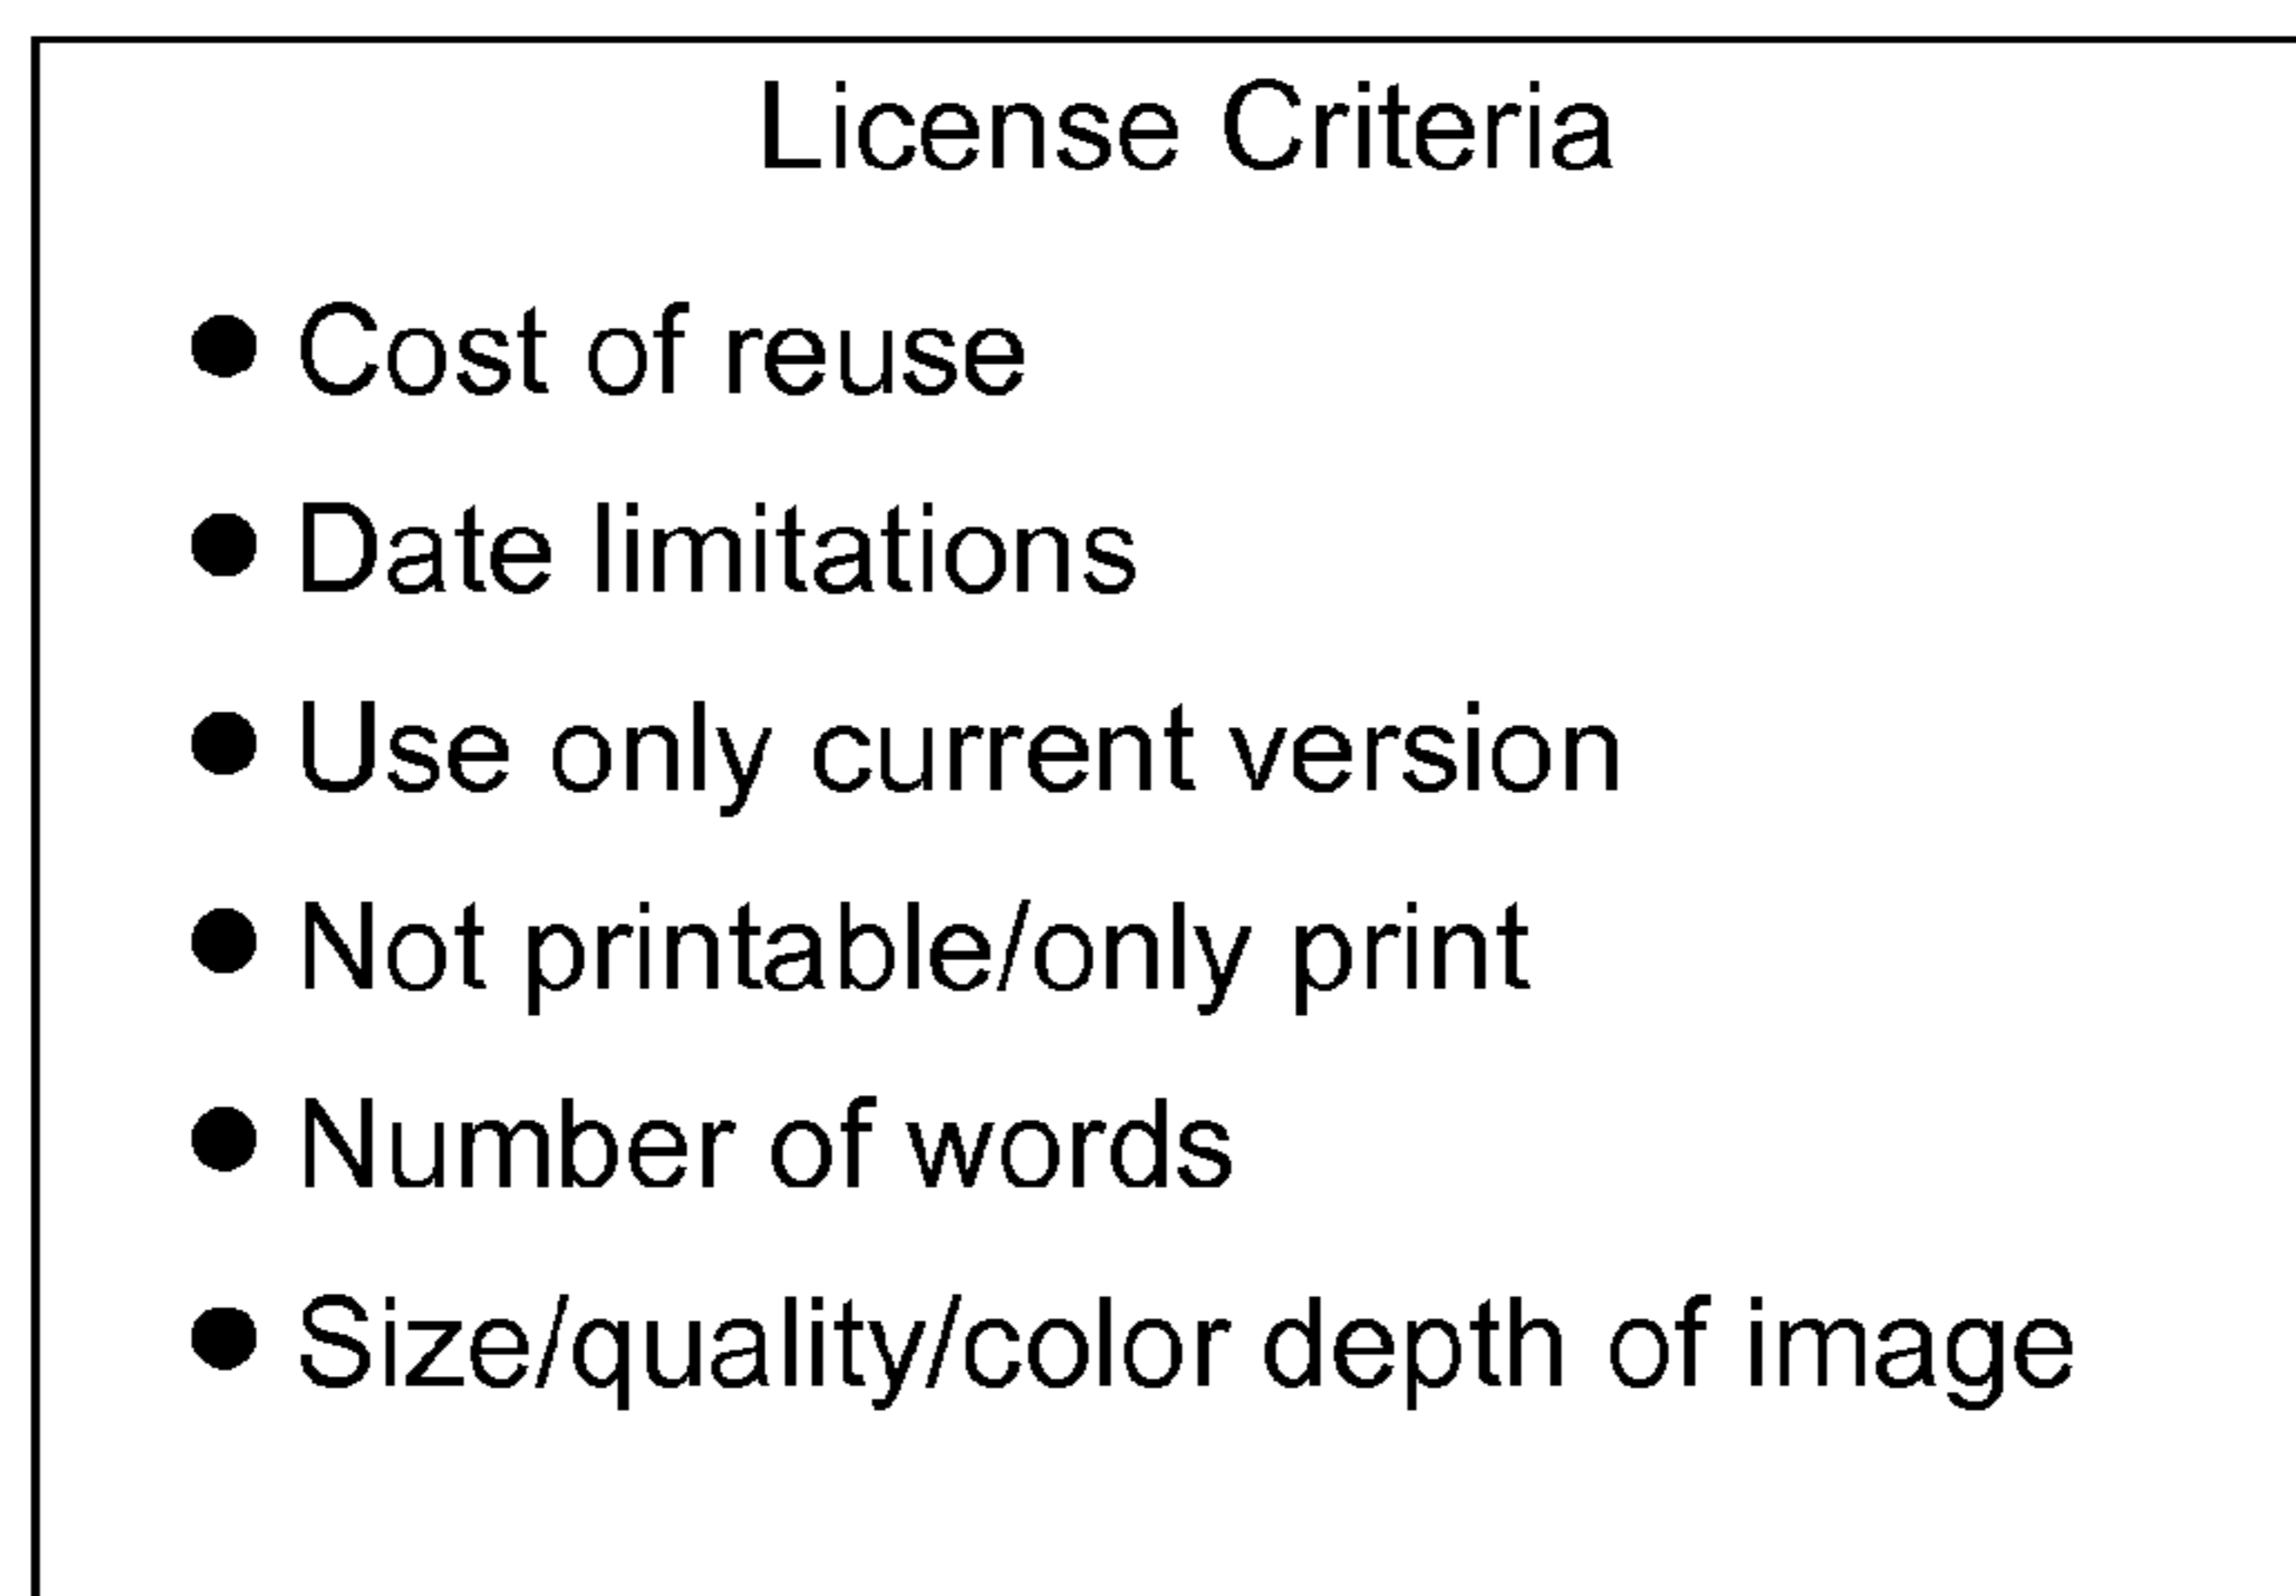 License Criteria
● Cost of reuse
● Date limitations
● Use only current version
● Not printable/only print
● Number of words
● Size/quality/color depth of image